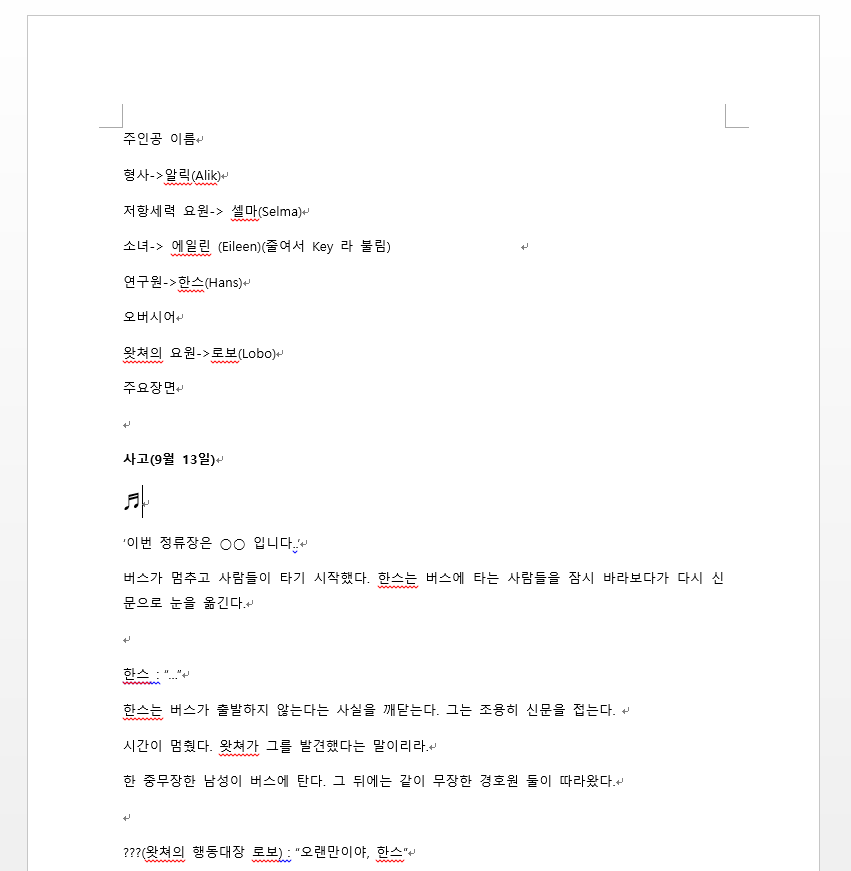 주인공 이름
형사->알릭(Alik)
저항세력 요원-> 셀마(Selma)
소녀-> 에일린 (Eileen)(줄여서 Key 라 불림)
연구원->한스(Hans)
오버시어
왓쳐의 요원->로보(Lobo)
주요장면
사고(9월 13일)
♬
'이번 정류장은 ○○ 입니다..'
버스가 멈추고 사람들이 타기 시작했다. 한스는 버스에 타는 사람들을 잠시 바라보다가 다시 신
문으로 눈을 옮긴다.
한스 : "…"
한스는 버스가 출발하지 않는다는 사실을 깨닫는다. 그는 조용히 신문을 접는다.
시간이 멈췄다. 왓쳐가 그를 발견했다는 말이리라.
한 중무장한 남성이 버스에 탄다. 그 뒤에는 같이 무장한 경호원 둘이 따라왔다.
???(왓쳐의 행동대장 로보) : "오랜만이야, 한스"